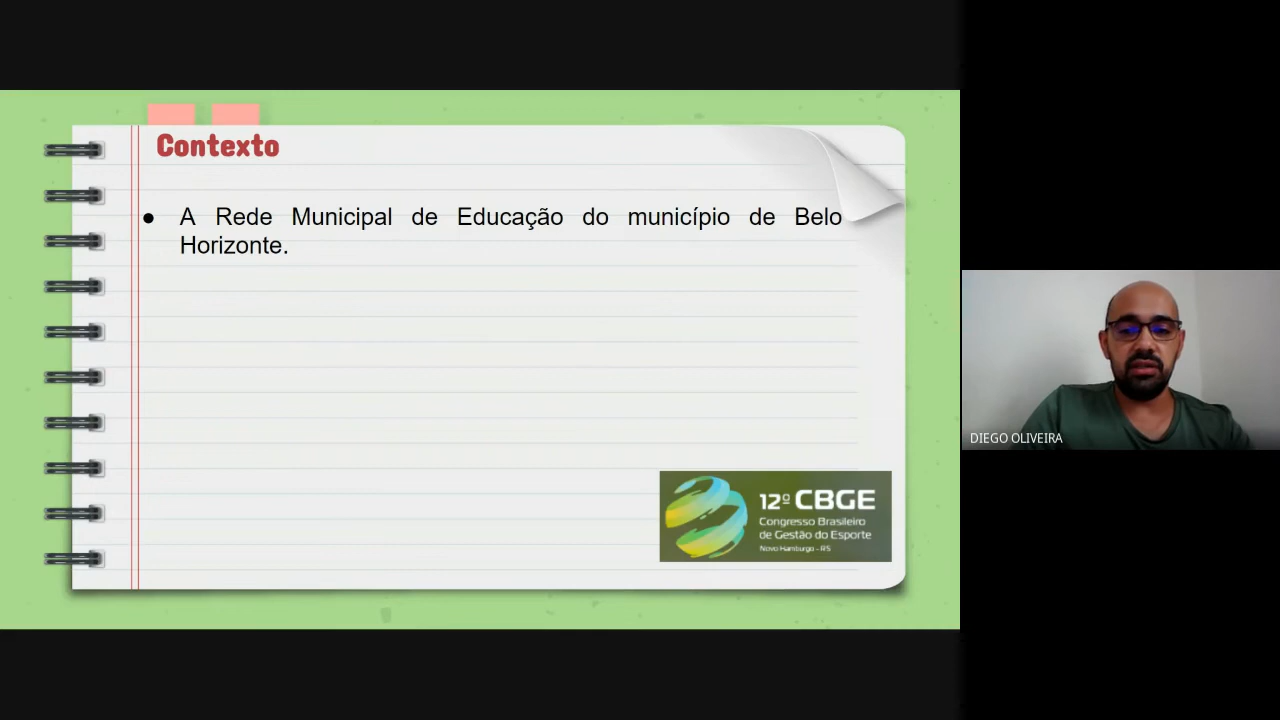 Contexto
● A Rede Municipal de Educação do município de Belo
Horizonte.
12º CBGE
Congresso Brasileiro
de Gestão do Esporte
Novo Hamburgo - RS
DIEGO OLIVEIRA